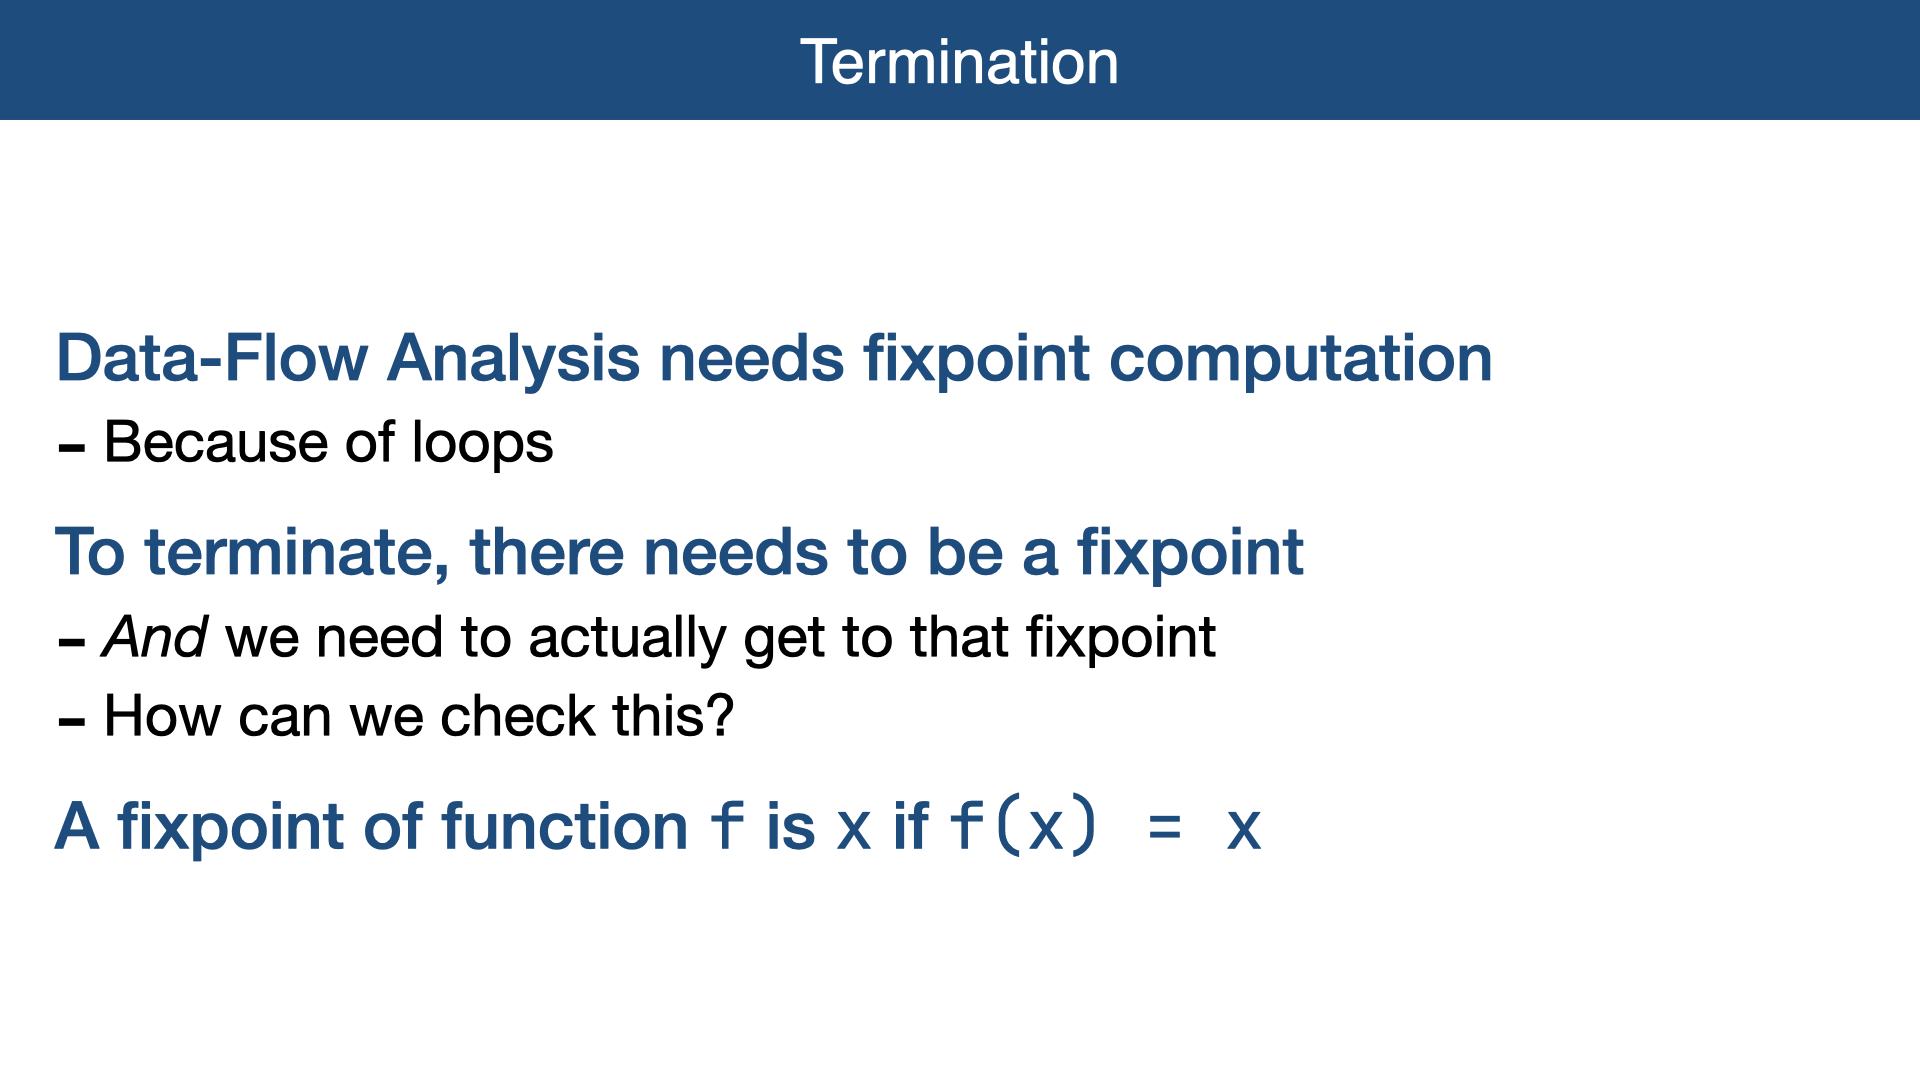 Termination
Data-Flow Analysis needs fixpoint computation
- Because of loops
To terminate, there needs to be a fixpoint
- And we need to actually get to that fixpoint
- How can we check this?
A fixpoint of function f is x if f(x) = x